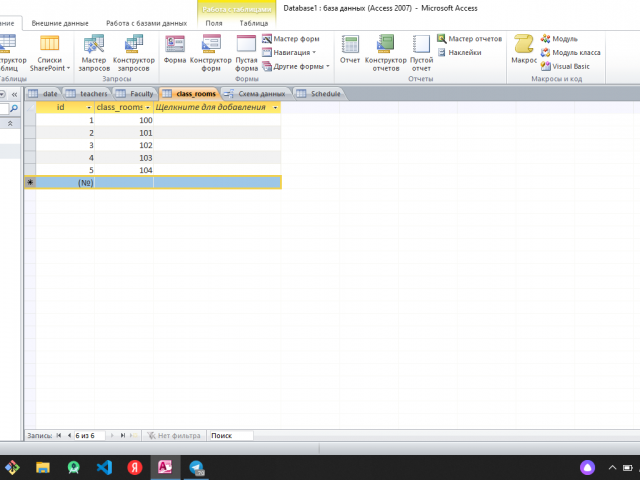 Database1 : база данных (Access 2007) - Microsoft Access
Работа с таблицами
Внешние данные Работа с базами данных Поля Таблица
Списки SharePoint
Мастер запросов
Конструктор запросов
Запросы
Форма
Конструктор форм
Пустая форма
Мастер форм
Навигация
Другие формы
Формы
Отчет
Конструктор отчетов
Пустой отчет
Мастер отчетов
Наклейки
Отчеты
Макрос
Модуль
Модуль класса
Visual Basic
Макросы и код
date teachers Faculty class_rooms Схема данных Schedule
id class_rooms Щелкните для добавления
1 100
2 101
3 102
4 103
5 104
(№)
Запись: 6 из 6 Нет фильтра Поиск